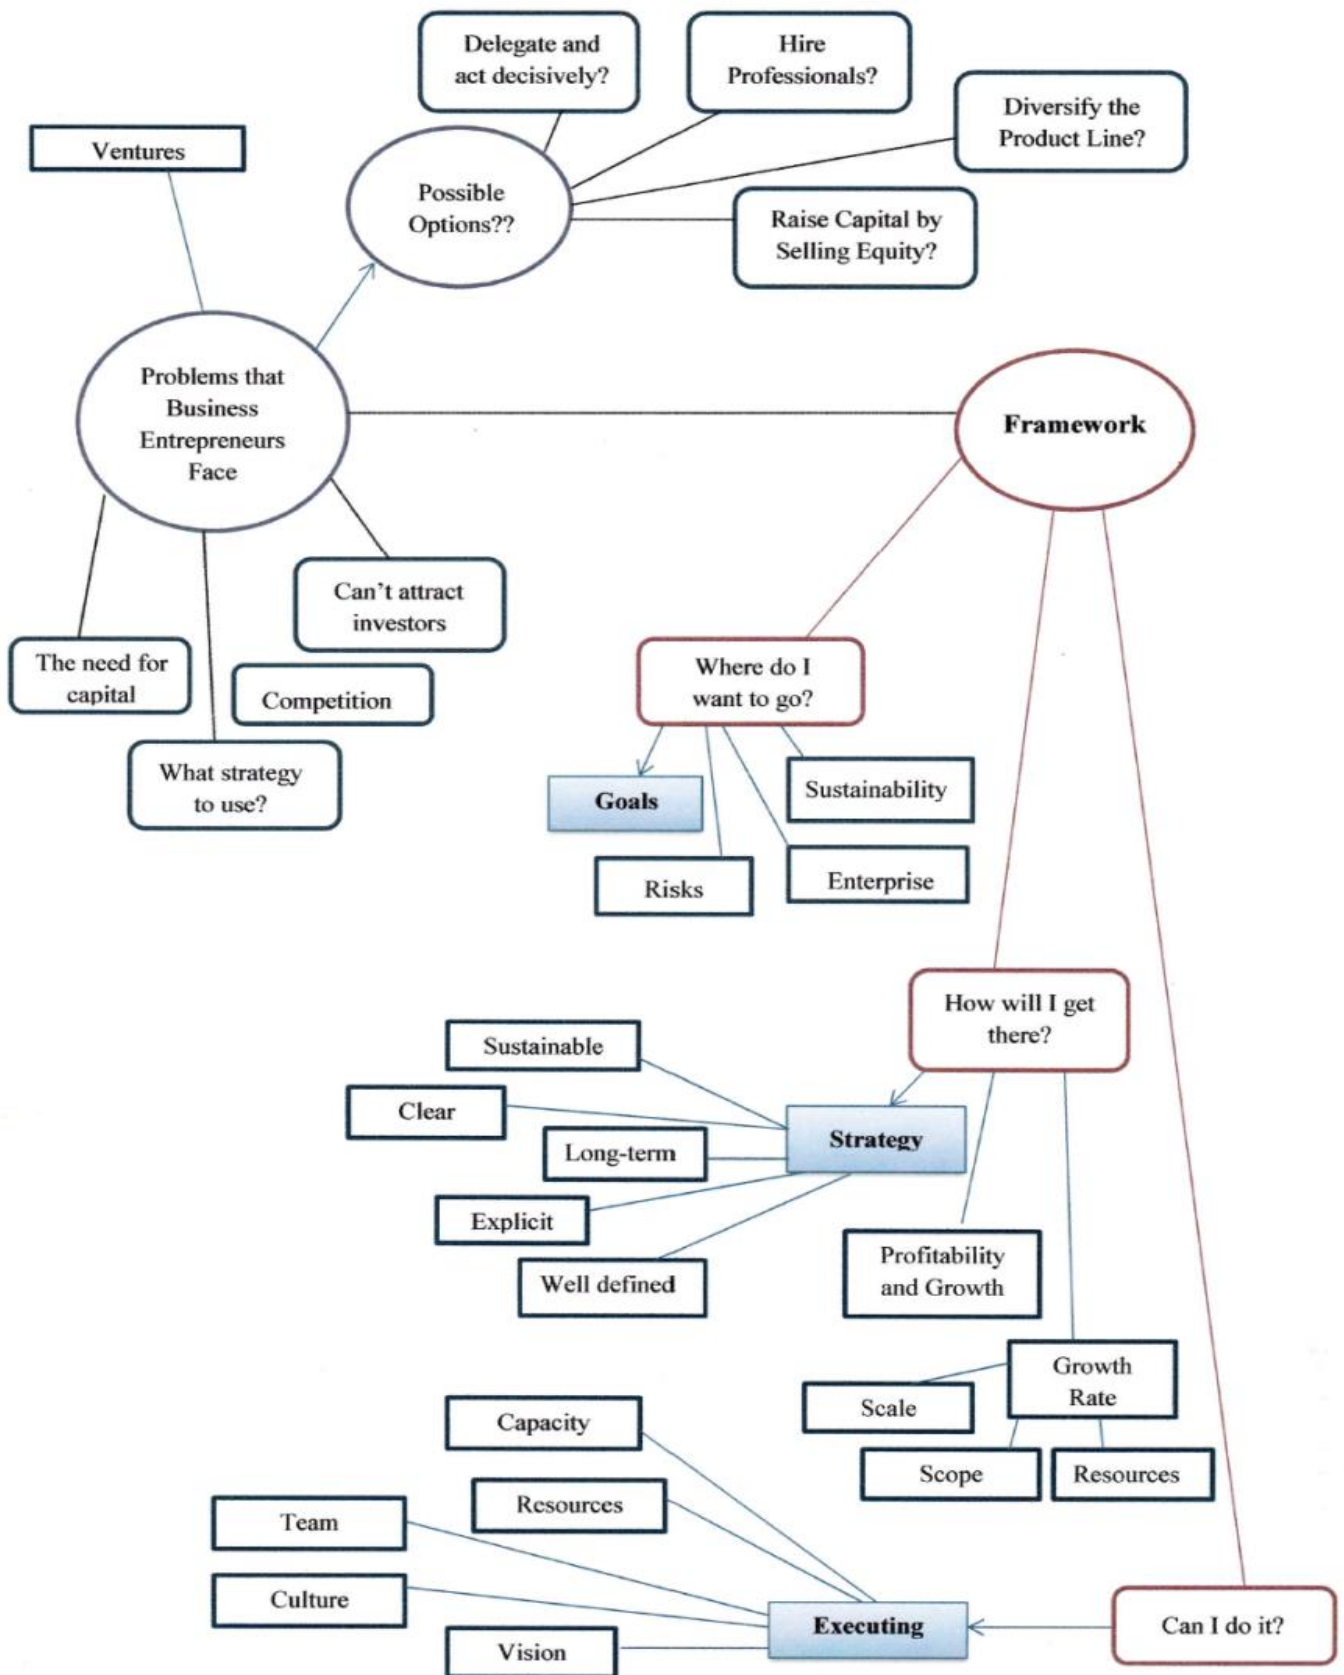 Delegate and
act decisively?
Hire
Professionals?
Diversify the
Product Line?
Ventures
Possible
Options??
Raise Capital by
Selling Equity?
Problems that
Business
Entrepreneurs
Face
Framework
Can't attract
investors
The need for
capital
Competition
What strategy
to use?
Where do I
want to go?
Goals
Sustainability
Risks
Enterprise
How will I get
there?
Sustainable
Clear
Long-term
Explicit
Well defined
Strategy
Profitability
and Growth
Growth
Rate
Scale
Scope
Resources
Capacity
Resources
Team
Culture
Vision
Executing
Can I do it?